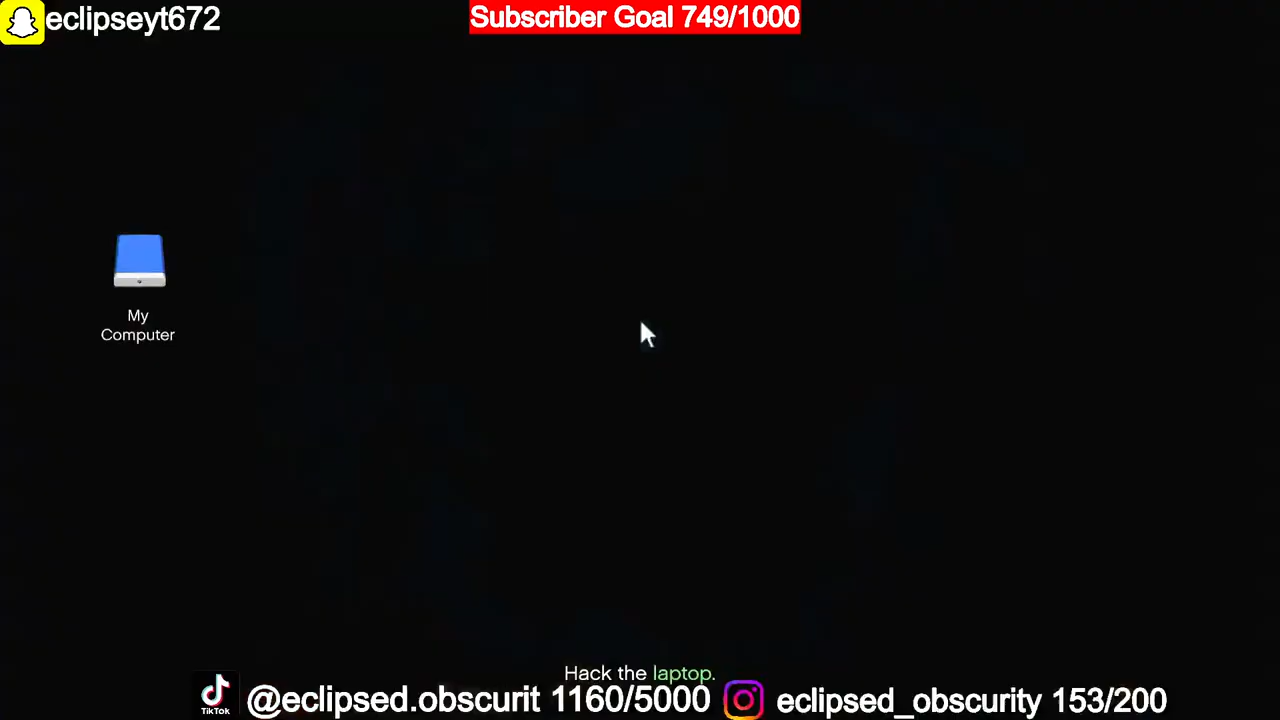 eclipseyt672
Subscriber Goal 749/1000
My
Computer
Hack the laptop.
TikTok
@eclipsed.obscurit 1160/5000
eclipsed_obscurity 153/200